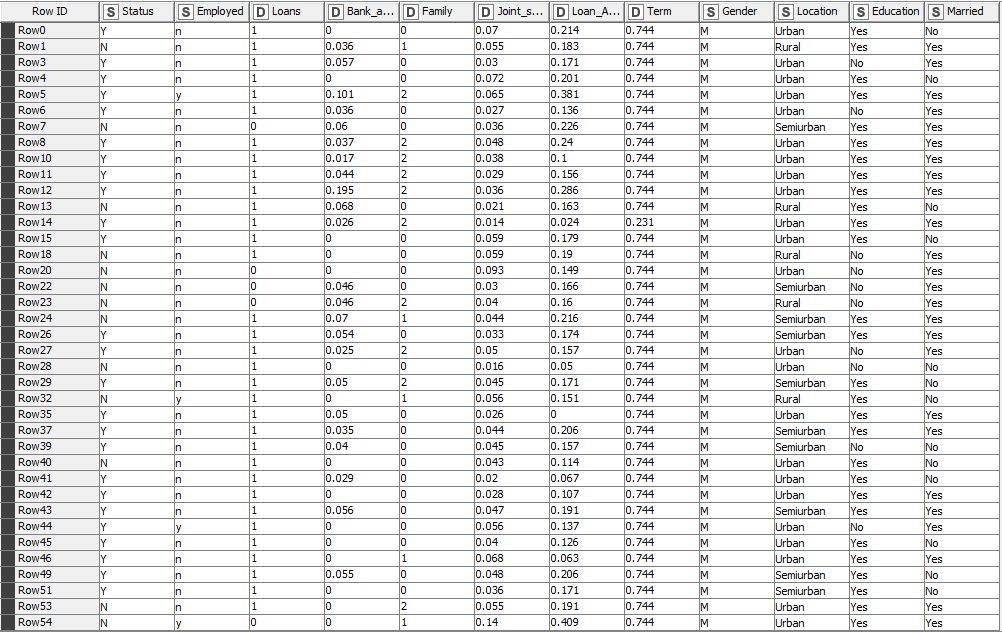 Row ID S Status S Employed D Loans D Bank_a... D Family D Joint_s... D Loan_A... D Term S Gender S Location S Education S Married
Row0 Y n 1 0 0 0.07 0.214 0.744 M Urban Yes No
Row1 N n 1 0.036 1 0.055 0.183 0.744 M Rural Yes Yes
Row3 Y n 1 0.057 0 0.03 0.171 0.744 M Urban No Yes
Row4 Y n 1 0 0 0.072 0.201 0.744 M Urban Yes No
Row5 Y y 1 0.101 2 0.065 0.381 0.744 M Urban Yes Yes
Row6 Y n 1 0.036 0 0.027 0.136 0.744 M Urban No Yes
Row7 N n 0 0.06 0 0.036 0.226 0.744 M Semiurban Yes Yes
Row8 Y n 1 0.037 2 0.048 0.24 0.744 M Urban Yes Yes
Row10 Y n 1 0.017 2 0.038 0.1 0.744 M Urban Yes Yes
Row11 Y n 1 0.044 2 0.029 0.156 0.744 M Urban Yes Yes
Row12 Y n 1 0.195 2 0.036 0.286 0.744 M Urban Yes Yes
Row13 N n 1 0.068 0 0.021 0.163 0.744 M Rural Yes No
Row14 Y n 1 0.026 2 0.014 0.024 0.231 M Urban Yes Yes
Row15 Y n 1 0 0 0.059 0.179 0.744 M Urban Yes No
Row18 N n 1 0 0 0.059 0.19 0.744 M Rural No Yes
Row20 N n 0 0 0 0.093 0.149 0.744 M Urban No Yes
Row22 N n 0 0.046 0 0.03 0.166 0.744 M Semiurban No Yes
Row23 N n 0 0.046 2 0.04 0.16 0.744 M Rural No Yes
Row24 N n 1 0.07 1 0.044 0.216 0.744 M Semiurban Yes Yes
Row26 Y n 1 0.054 0 0.033 0.174 0.744 M Semiurban Yes Yes
Row27 Y n 1 0.025 2 0.05 0.157 0.744 M Urban No Yes
Row28 N n 1 0 0 0.016 0.05 0.744 M Urban No No
Row29 Y n 1 0.05 2 0.045 0.171 0.744 M Semiurban Yes No
Row32 N y 1 0 1 0.056 0.151 0.744 M Rural Yes No
Row35 Y n 1 0.05 0 0.026 0 0.744 M Urban Yes Yes
Row37 Y n 1 0.035 0 0.044 0.206 0.744 M Semiurban Yes Yes
Row39 Y n 1 0.04 0 0.045 0.157 0.744 M Semiurban No No
Row40 N n 1 0 0 0.043 0.114 0.744 M Urban Yes No
Row41 Y n 1 0.029 0 0.02 0.067 0.744 M Urban Yes No
Row42 Y n 1 0 0 0.028 0.107 0.744 M Urban Yes Yes
Row43 Y n 1 0.056 0 0.047 0.191 0.744 M Semiurban Yes Yes
Row44 Y y 1 0 0 0.056 0.137 0.744 M Urban No Yes
Row45 Y n 1 0 0 0.04 0.126 0.744 M Urban Yes No
Row46 Y n 1 0 1 0.068 0.063 0.744 M Urban Yes Yes
Row49 Y n 1 0.055 0 0.048 0.206 0.744 M Semiurban Yes No
Row51 Y n 1 0 0 0.036 0.171 0.744 M Semiurban Yes No
Row53 N n 1 0 2 0.055 0.191 0.744 M Urban Yes Yes
Row54 N y 0 0 1 0.14 0.409 0.744 M Urban Yes Yes